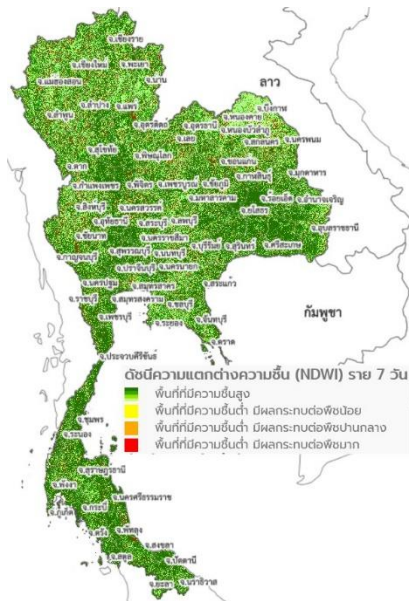 จ.เชียงราย
จ.เชียงใหม่ จ.พะเยา
จ.แม่ฮ่องสอน จ.น่าน
ลาว
จ.ลำปาง จ.แพร่
จ.ลำพูน
จ.อุตรดิตถ์
จ.บึงกาฬ
จ.หนองคาย
จ.อุดรธานี
จ.เลย จ.หนองบัวลำภู
จ.สกลนคร จ.นครพนม
จ.สุโขทัย
จ.ตาก จ.พิษณุโลก
จ.ขอนแก่น
จ.กาฬสินธุ์ จ.มุกดาหาร
จ.กำแพงเพชร จ.พิจิตร จ.เพชรบูรณ์ จ.ชัยภูมิ
จ.มหาสารคาม จ.ร้อยเอ็ด จ.อำนาจเจริญ
จ.ยโสธร
จ.สิงห์บุรี จ.นครสวรรค์
จ.อุทัยธานี จ.สระบุรี จ.ลพบุรี
จ.อุบลราชธานี
จ.ชัยนาท จ.นครราชสีมา
จ.บุรีรัมย์ จ.สุรินทร์ จ.ศรีสะเกษ
จ.สุพรรณบุรี จ.นนทบุรี
จ.กาญจนบุรี
จ.ปราจีนบุรี จ.นครนายก
จ.นครปฐม จ.สมุทรสาคร
จ.สระแก้ว
จ.ราชบุรี จ.สมุทรสงคราม
จ.ชลบุรี
กัมพูชา
จ.เพชรบุรี
จ.ระยอง จ.จันทบุรี
จ.ตราด
จ.ประจวบคีรีขันธ์
ดัชนีความแตกต่างความชื้น (NDWI) ราย 7 วัน
พื้นที่ที่มีความชื้นสูง
พื้นที่ที่มีความชื้นต่ำ มีผลกระทบต่อพืชน้อย
พื้นที่ที่มีความชื้นต่ำ มีผลกระทบต่อพืชปานกลาง
พื้นที่ที่มีความชื้นต่ำ มีผลกระทบต่อพืชมาก
จ.ชุมพร
จ.ระนอง
จ.สุราษฎร์ธานี
จ.พังงา
จ.นครศรีธรรมราช
จ.กระบี่
จ.ภูเก็ต
จ.ตรัง จ.พัทลุง
จ.สงขลา
จ.สตูล
จ.ปัตตานี
จ.ยะลา จ.นราธิวาส